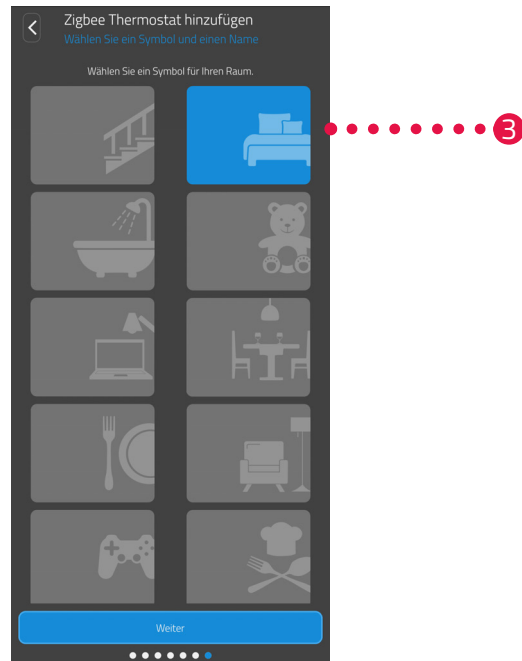 Zigbee Thermostat hinzufügen
Wählen Sie ein Symbol und einen Name
Wählen Sie ein Symbol für Ihren Raum.
3
Weiter